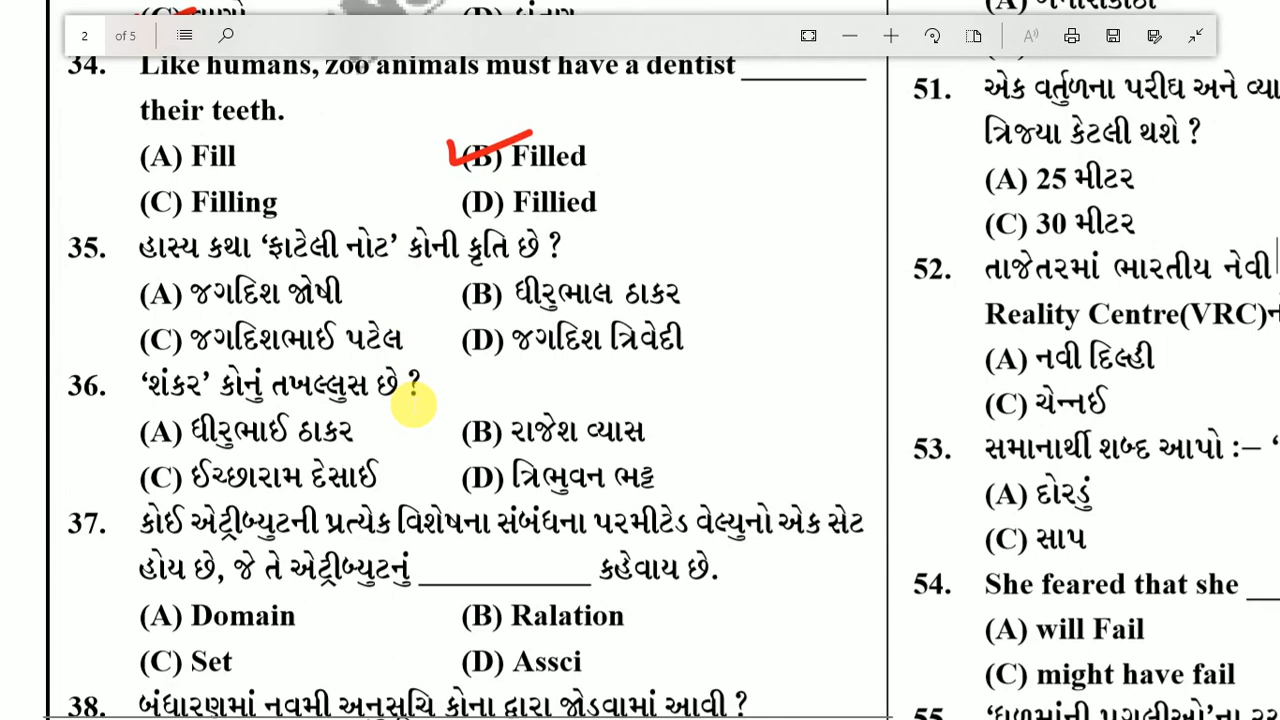 2 of 5
34. Like humans, zoo animals must have a dentist ________
their teeth.
(A) Fill (B) Filled
(C) Filling (D) Fillied
35. હાસ્ય કથા ‘ફાટેલી નોટ’ કોની કૃતિ છે ?
(A) જગદિશ જોષી (B) ધીરુભાલ ઠાકર
(C) જગદિશભાઈ પટેલ (D) જગદિશ ત્રિવેદી
36. ‘શંકર’ કોનું તખલ્લુસ છે ?
(A) ધીરુભાઈ ઠાકર (B) રાજેશ વ્યાસ
(C) ઈચ્છારામ દેસાઈ (D) ત્રિભુવન ભટ્ટ
37. કોઈ એટ્રીબ્યુટની પ્રત્યેક વિશેષના સંબંધના પરમીટેડ વેલ્યુનો એક સેટ
હોય છે, જે તે એટ્રીબ્યુટનું ___________ કહેવાય છે.
(A) Domain (B) Ralation
(C) Set (D) Assci
38. બંધારણમાં નવમી અનુસૂચિ કોના દ્વારા જોડવામાં આવી ?
51. એક વર્તુળના પરીઘ અને વ્યા
ત્રિજ્યા કેટલી થશે ?
(A) 25 મીટર
(C) 30 મીટર
52. તાજેતરમાં ભારતીય નેવી
Reality Centre(VRC)ન
(A) નવી દિલ્હી
(C) ચેન્નઈ
53. સમાનાર્થી શબ્દ આપો :– ‘
(A) દોરડું
(C) સાપ
54. She feared that she __
(A) will Fail
(C) might have fail